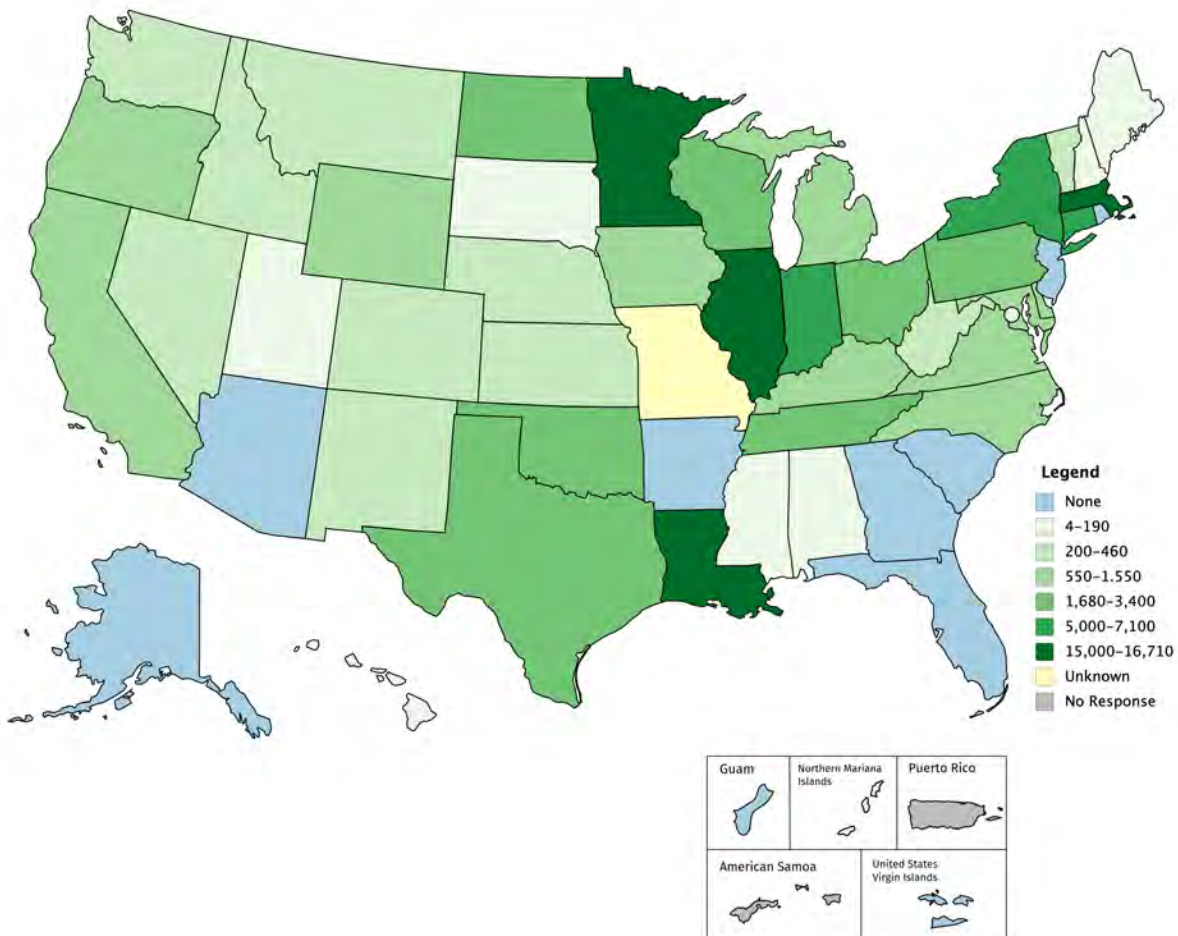 Legend
None
4–190
200–460
550–1.550
1,680–3,400
5,000–7,100
15,000–16,710
Unknown
No Response
Guam
Northern Mariana
Islands
Puerto Rico
American Samoa
United States
Virgin Islands